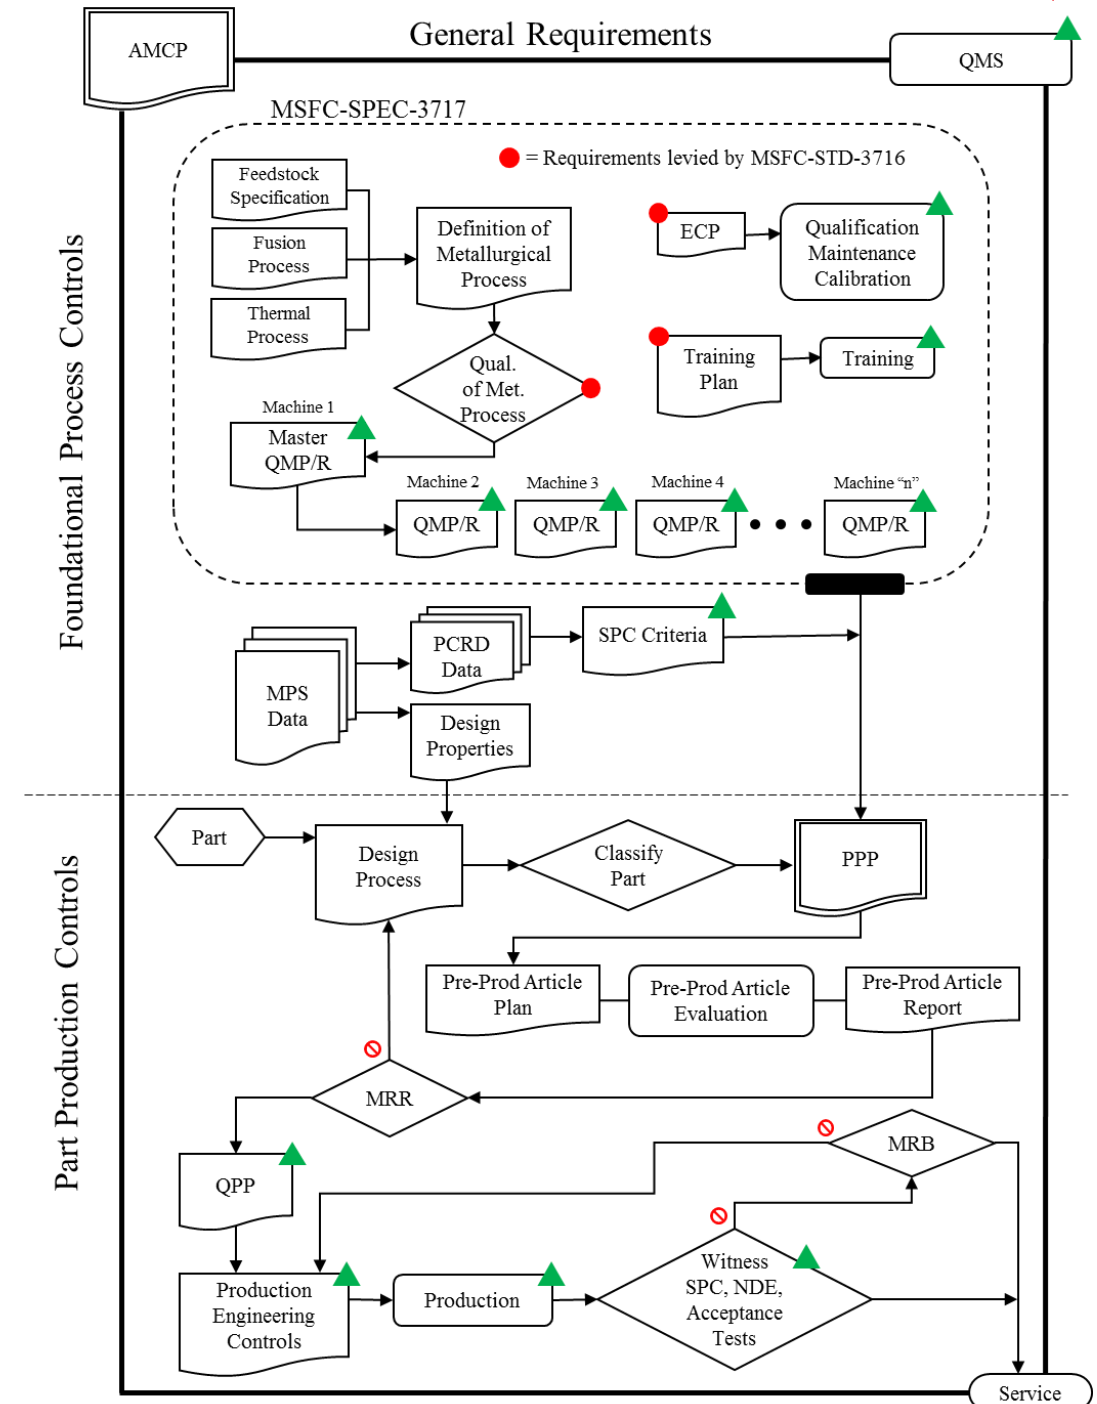 General Requirements
AMCP
QMS
MSFC-SPEC-3717
= Requirements levied by MSFC-STD-3716
Foundational Process Controls
Feedstock
Specification
Fusion
Process
Thermal
Process
Definition of
Metallurgical
Process
ECP
Qualification
Maintenance
Calibration
Training
Plan
Training
Qual.
of Met.
Process
Machine 1
Master
QMP/R
Machine 2
QMP/R
Machine 3
QMP/R
Machine 4
QMP/R
Machine “n”
QMP/R
MPS
Data
PCRD
Data
SPC Criteria
Design
Properties
Part Production Controls
Part
Design
Process
Classify
Part
PPP
Pre-Prod Article
Plan
Pre-Prod Article
Evaluation
Pre-Prod Article
Report
MRR
MRB
QPP
Production
Engineering
Controls
Production
Witness
SPC, NDE,
Acceptance
Tests
Service